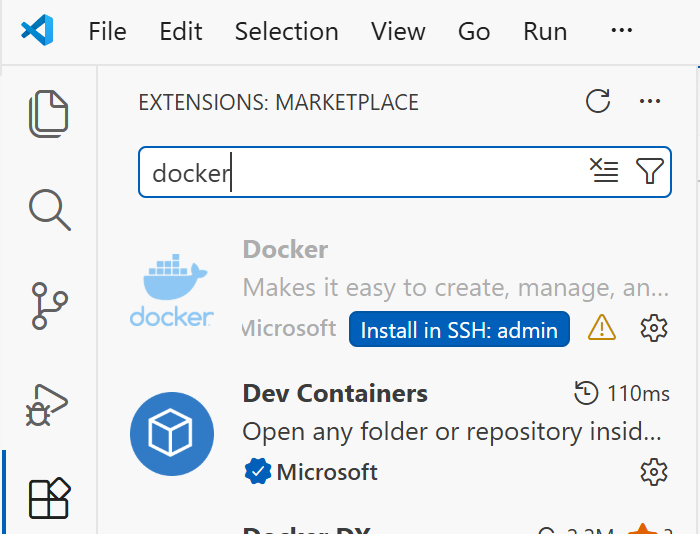 File Edit Selection View Go Run ...
EXTENSIONS: MARKETPLACE
docker
Docker
Makes it easy to create, manage, an...
docker
Microsoft Install in SSH: admin
Dev Containers 110ms
Open any folder or repository insid...
Microsoft